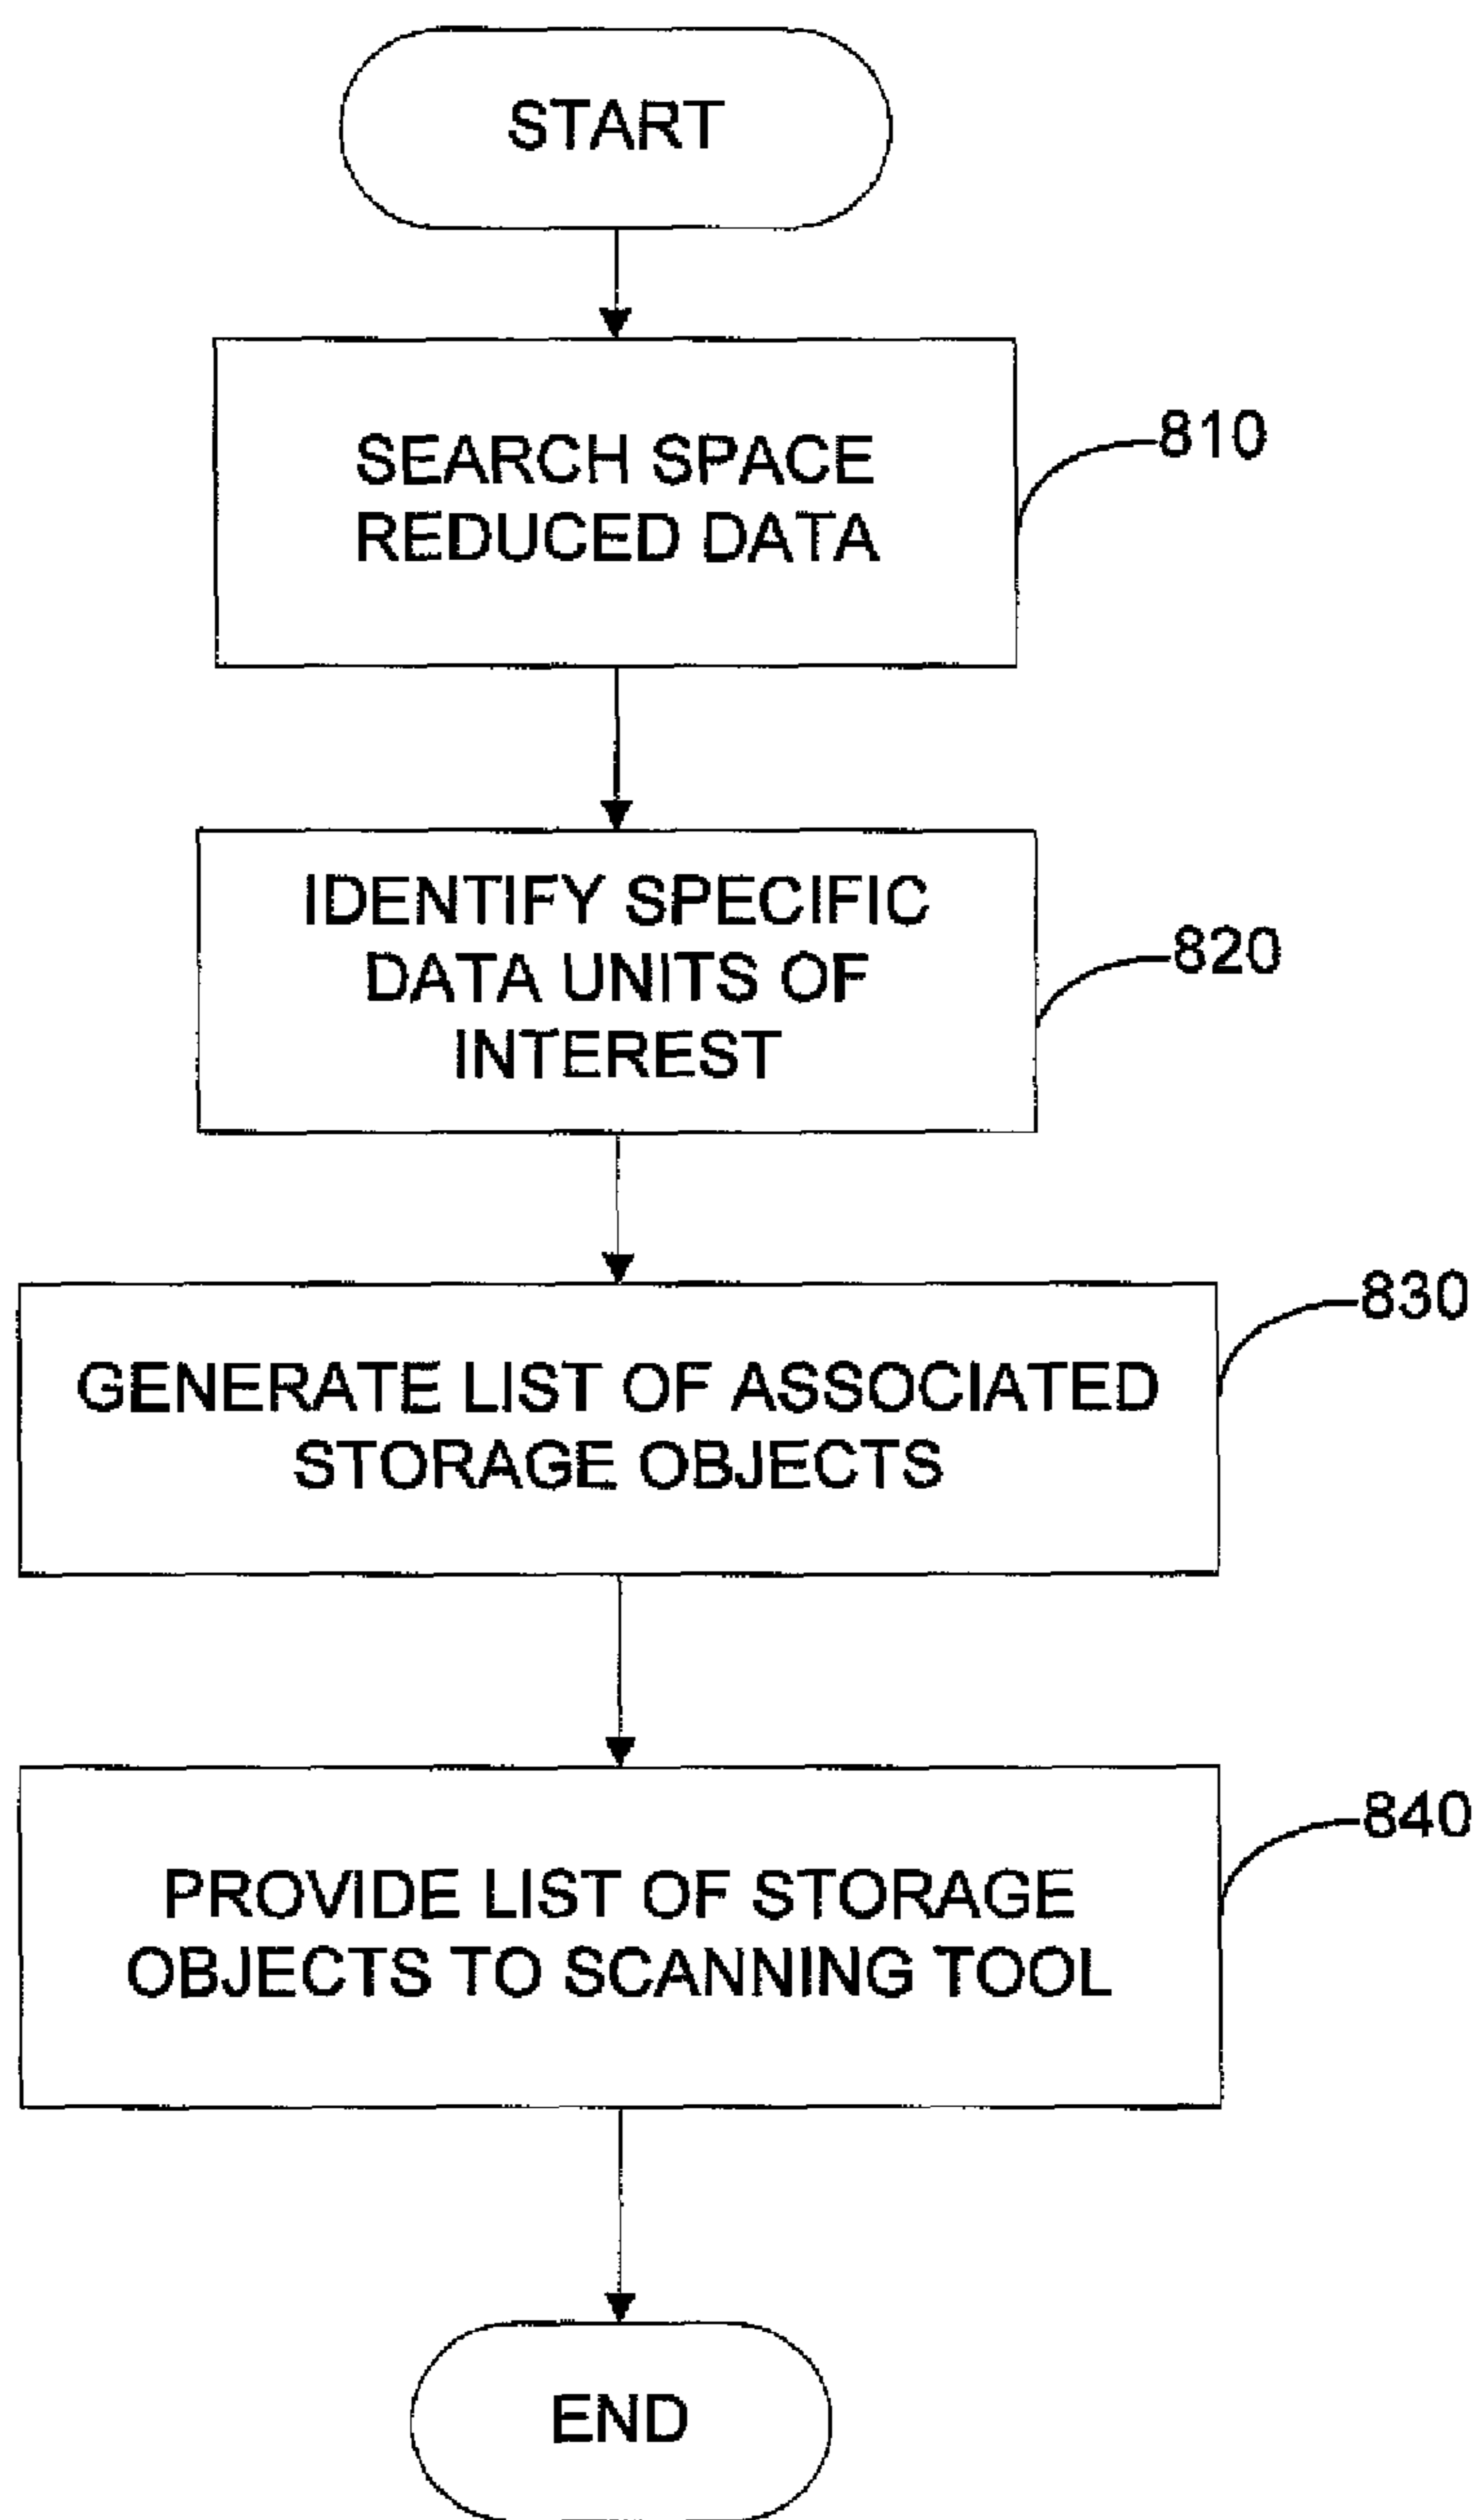 START
SEARCH SPACE
REDUCED DATA
810
IDENTIFY SPECIFIC
DATA UNITS OF
INTEREST
820
GENERATE LIST OF ASSOCIATED
STORAGE OBJECTS
830
PROVIDE LIST OF STORAGE
OBJECTS TO SCANNING TOOL
840
END